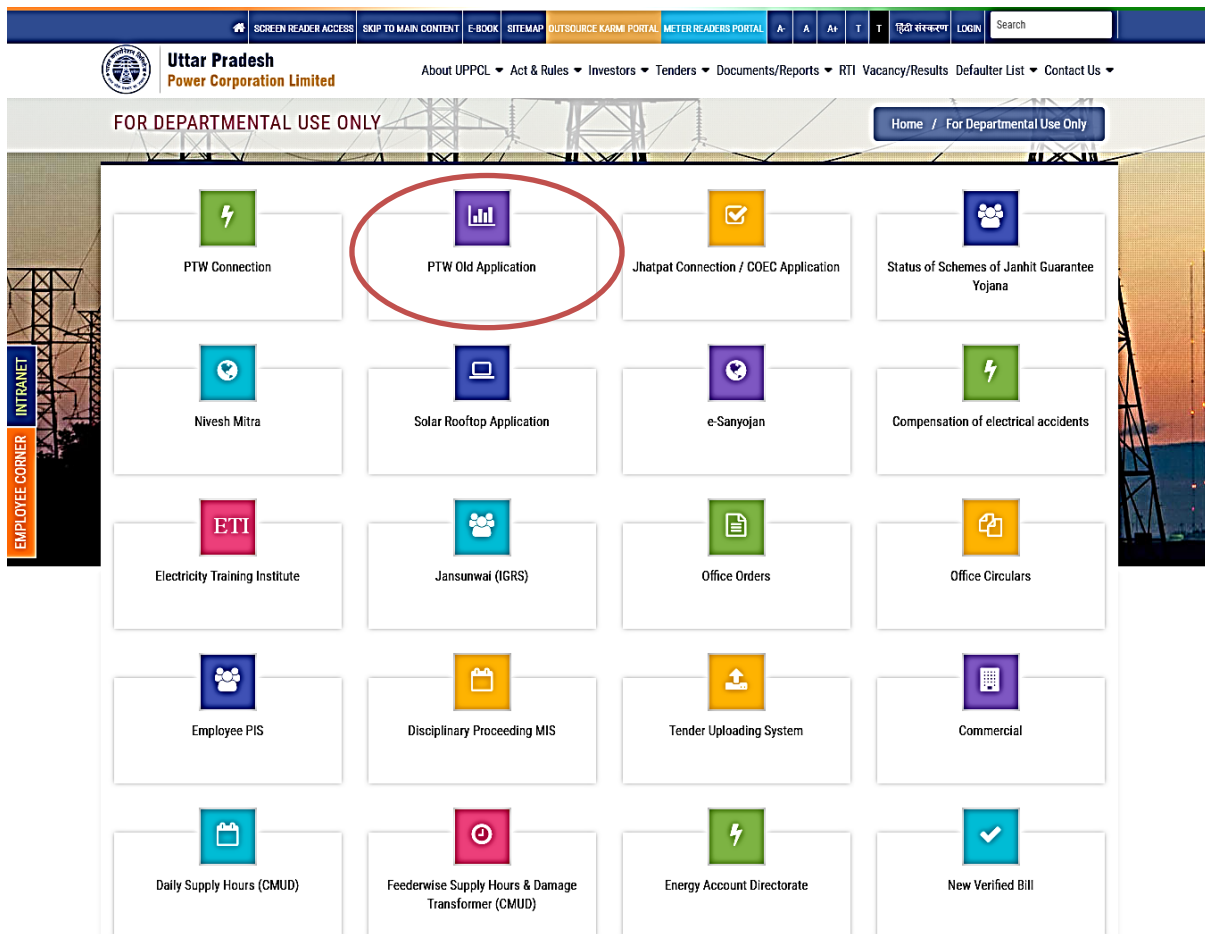 SCREEN READER ACCESS SKIP TO MAIN CONTENT E-BOOK SITEMAP OUTSOURCE KARMI PORTAL METER READERS PORTAL A- A A+ T T हिंदी संस्करण LOGIN Search
Uttar Pradesh
Power Corporation Limited
About UPPCL Act & Rules Investors Tenders Documents/Reports RTI Vacancy/Results Defaulter List Contact Us
FOR DEPARTMENTAL USE ONLY
Home / For Departmental Use Only
PTW Connection
PTW Old Application
Jhatpat Connection / COEC Application
Status of Schemes of Janhit Guarantee
Yojana
INTRANET
EMPLOYEE CORNER
Nivesh Mitra
Solar Rooftop Application
e-Sanyojan
Compensation of electrical accidents
ETI
Electricity Training Institute
Jansunwai (IGRS)
Office Orders
Office Circulars
Employee PIS
Disciplinary Proceeding MIS
Tender Uploading System
Commercial
Daily Supply Hours (CMUD)
Feederwise Supply Hours & Damage
Transformer (CMUD)
Energy Account Directorate
New Verified Bill